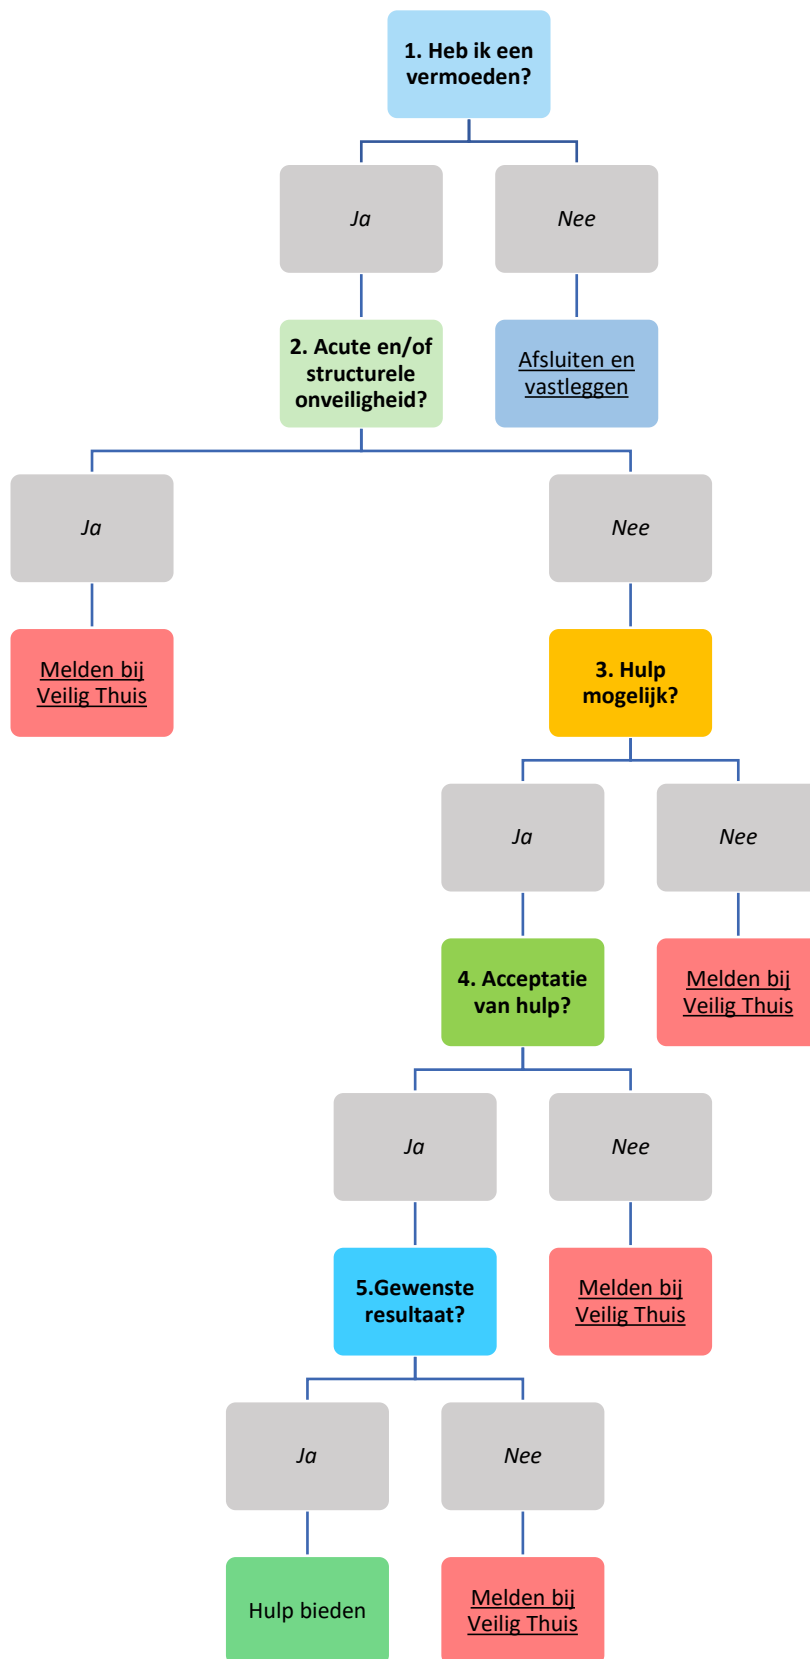 1. Heb ik een
vermoeden?
Ja
Nee
2. Acute en/of
structurele
onveiligheid?
Afsluiten en
vastleggen
Ja
Nee
Melden bij
Veilig Thuis
3. Hulp
mogelijk?
Ja
Nee
4. Acceptatie
van hulp?
Melden bij
Veilig Thuis
Ja
Nee
5.Gewenste
resultaat?
Melden bij
Veilig Thuis
Ja
Nee
Hulp bieden
Melden bij
Veilig Thuis